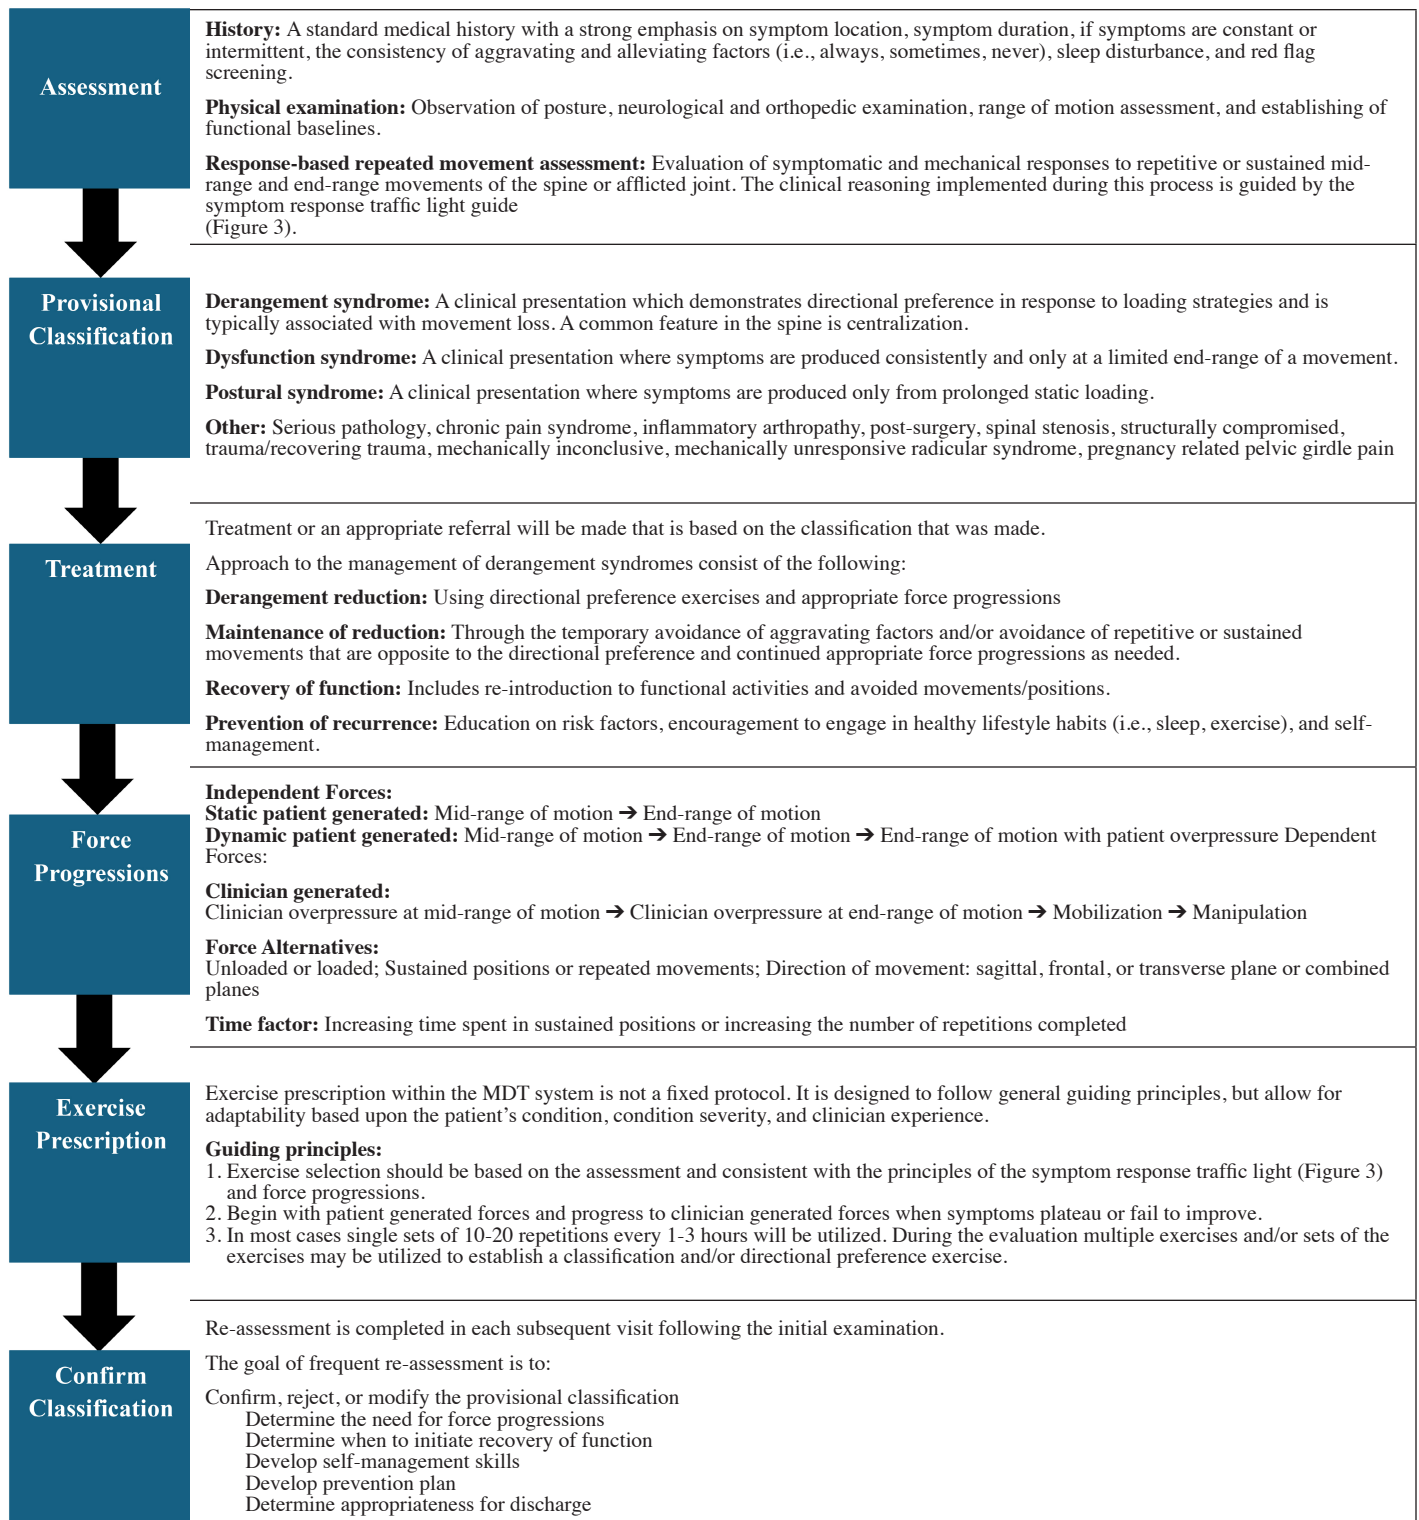 Assessment
History: A standard medical history with a strong emphasis on symptom location, symptom duration, if symptoms are constant or
intermittent, the consistency of aggravating and alleviating factors (i.e., always, sometimes, never), sleep disturbance, and red flag
screening.
Physical examination: Observation of posture, neurological and orthopedic examination, range of motion assessment, and establishing of
functional baselines.
Response-based repeated movement assessment: Evaluation of symptomatic and mechanical responses to repetitive or sustained mid-
range and end-range movements of the spine or afflicted joint. The clinical reasoning implemented during this process is guided by the
symptom response traffic light guide
(Figure 3).
Provisional
Classification
Derangement syndrome: A clinical presentation which demonstrates directional preference in response to loading strategies and is
typically associated with movement loss. A common feature in the spine is centralization.
Dysfunction syndrome: A clinical presentation where symptoms are produced consistently and only at a limited end-range of a movement.
Postural syndrome: A clinical presentation where symptoms are produced only from prolonged static loading.
Other: Serious pathology, chronic pain syndrome, inflammatory arthropathy, post-surgery, spinal stenosis, structurally compromised,
trauma/recovering trauma, mechanically inconclusive, mechanically unresponsive radicular syndrome, pregnancy related pelvic girdle pain
Treatment
Treatment or an appropriate referral will be made that is based on the classification that was made.
Approach to the management of derangement syndromes consist of the following:
Derangement reduction: Using directional preference exercises and appropriate force progressions
Maintenance of reduction: Through the temporary avoidance of aggravating factors and/or avoidance of repetitive or sustained
movements that are opposite to the directional preference and continued appropriate force progressions as needed.
Recovery of function: Includes re-introduction to functional activities and avoided movements/positions.
Prevention of recurrence: Education on risk factors, encouragement to engage in healthy lifestyle habits (i.e., sleep, exercise), and self-
management.
Force
Progressions
Independent Forces:
Static patient generated: Mid-range of motion ➔ End-range of motion
Dynamic patient generated: Mid-range of motion ➔ End-range of motion ➔ End-range of motion with patient overpressure Dependent
Forces:
Clinician generated:
Clinician overpressure at mid-range of motion ➔ Clinician overpressure at end-range of motion ➔ Mobilization ➔ Manipulation
Force Alternatives:
Unloaded or loaded; Sustained positions or repeated movements; Direction of movement: sagittal, frontal, or transverse plane or combined
planes
Time factor: Increasing time spent in sustained positions or increasing the number of repetitions completed
Exercise
Prescription
Exercise prescription within the MDT system is not a fixed protocol. It is designed to follow general guiding principles, but allow for
adaptability based upon the patient’s condition, condition severity, and clinician experience.
Guiding principles:
1. Exercise selection should be based on the assessment and consistent with the principles of the symptom response traffic light (Figure 3)
and force progressions.
2. Begin with patient generated forces and progress to clinician generated forces when symptoms plateau or fail to improve.
3. In most cases single sets of 10-20 repetitions every 1-3 hours will be utilized. During the evaluation multiple exercises and/or sets of the
exercises may be utilized to establish a classification and/or directional preference exercise.
Confirm
Classification
Re-assessment is completed in each subsequent visit following the initial examination.
The goal of frequent re-assessment is to:
Confirm, reject, or modify the provisional classification
Determine the need for force progressions
Determine when to initiate recovery of function
Develop self-management skills
Develop prevention plan
Determine appropriateness for discharge